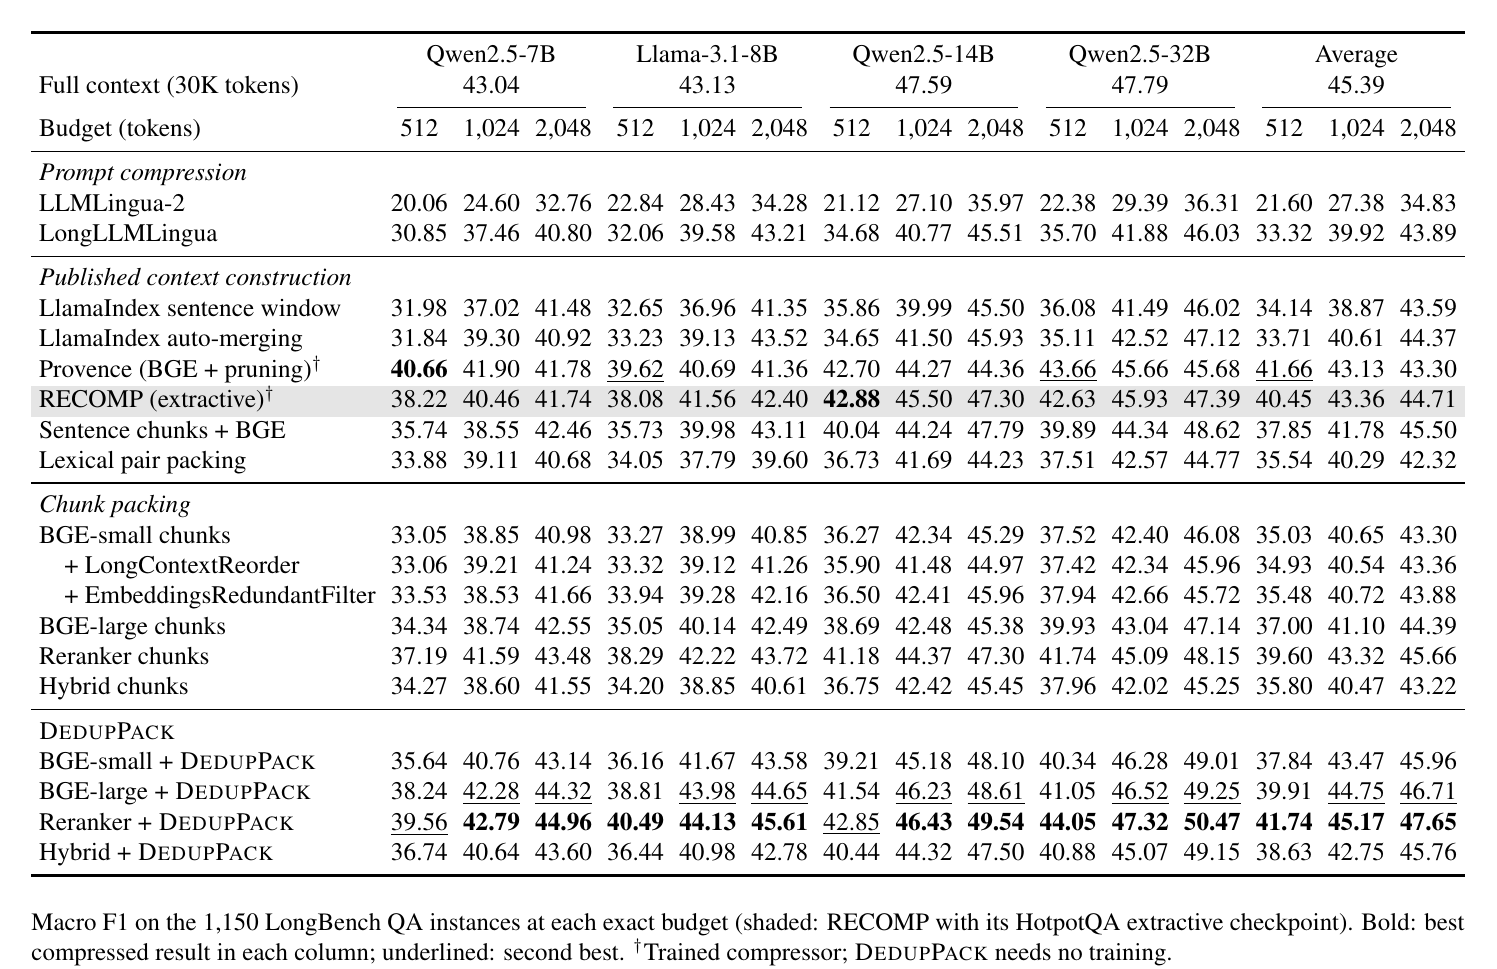 Qwen2.5-7B Llama-3.1-8B Qwen2.5-14B Qwen2.5-32B Average
Full context (30K tokens) 43.04 43.13 47.59 47.79 45.39
Budget (tokens) 512 1,024 2,048 512 1,024 2,048 512 1,024 2,048 512 1,024 2,048 512 1,024 2,048
Prompt compression
LLMLingua-2 20.06 24.60 32.76 22.84 28.43 34.28 21.12 27.10 35.97 22.38 29.39 36.31 21.60 27.38 34.83
LongLLMLingua 30.85 37.46 40.80 32.06 39.58 43.21 34.68 40.77 45.51 35.70 41.88 46.03 33.32 39.92 43.89
Published context construction
LlamaIndex sentence window 31.98 37.02 41.48 32.65 36.96 41.35 35.86 39.99 45.50 36.08 41.49 46.02 34.14 38.87 43.59
LlamaIndex auto-merging 31.84 39.30 40.92 33.23 39.13 43.52 34.65 41.50 45.93 35.11 42.52 47.12 33.71 40.61 44.37
Provence (BGE + pruning)† 40.66 41.90 41.78 39.62 40.69 41.36 42.70 44.27 44.36 43.66 45.66 45.68 41.66 43.13 43.30
RECOMP (extractive)† 38.22 40.46 41.74 38.08 41.56 42.40 42.88 45.50 47.30 42.63 45.93 47.39 40.45 43.36 44.71
Sentence chunks + BGE 35.74 38.55 42.46 35.73 39.98 43.11 40.04 44.24 47.79 39.89 44.34 48.62 37.85 41.78 45.50
Lexical pair packing 33.88 39.11 40.68 34.05 37.79 39.60 36.73 41.69 44.23 37.51 42.57 44.77 35.54 40.29 42.32
Chunk packing
BGE-small chunks 33.05 38.85 40.98 33.27 38.99 40.85 36.27 42.34 45.29 37.52 42.40 46.08 35.03 40.65 43.30
+ LongContextReorder 33.06 39.21 41.24 33.32 39.12 41.26 35.90 41.48 44.97 37.42 42.34 45.96 34.93 40.54 43.36
+ EmbeddingsRedundantFilter 33.53 38.53 41.66 33.94 39.28 42.16 36.50 42.41 45.96 37.94 42.66 45.72 35.48 40.72 43.88
BGE-large chunks 34.34 38.74 42.55 35.05 40.14 42.49 38.69 42.48 45.38 39.93 43.04 47.14 37.00 41.10 44.39
Reranker chunks 37.19 41.59 43.48 38.29 42.22 43.72 41.18 44.37 47.30 41.74 45.09 48.15 39.60 43.32 45.66
Hybrid chunks 34.27 38.60 41.55 34.20 38.85 40.61 36.75 42.42 45.45 37.96 42.02 45.25 35.80 40.47 43.22
DEDUPPACK
BGE-small + DEDUPPACK 35.64 40.76 43.14 36.16 41.67 43.58 39.21 45.18 48.10 40.34 46.28 49.01 37.84 43.47 45.96
BGE-large + DEDUPPACK 38.24 42.28 44.32 38.81 43.98 44.65 41.54 46.23 48.61 41.05 46.52 49.25 39.91 44.75 46.71
Reranker + DEDUPPACK 39.56 42.79 44.96 40.49 44.13 45.61 42.85 46.43 49.54 44.05 47.32 50.47 41.74 45.17 47.65
Hybrid + DEDUPPACK 36.74 40.64 43.60 36.44 40.98 42.78 40.44 44.32 47.50 40.88 45.07 49.15 38.63 42.75 45.76
Macro F1 on the 1,150 LongBench QA instances at each exact budget (shaded: RECOMP with its HotpotQA extractive checkpoint). Bold: best
compressed result in each column; underlined: second best. †Trained compressor; DEDUPPACK needs no training.